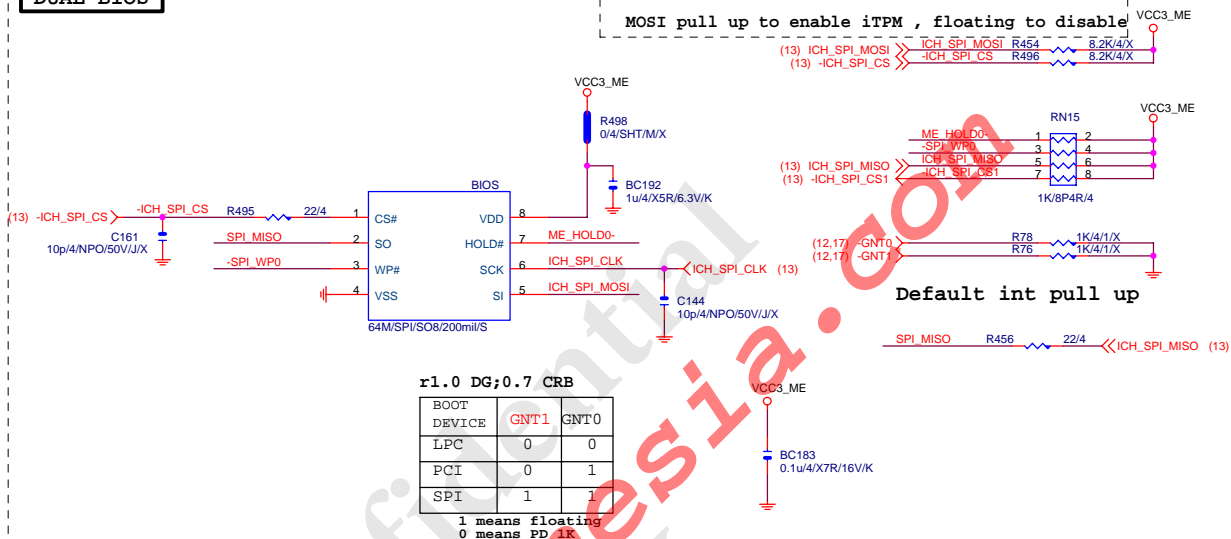 DUAL BIOS
MOSI pull up to enable iTPM , floating to disable
VCC3_ME
(13) ICH_SPI_MOSI ICH_SPI_MOSI R454 8.2K/4/X
(13) -ICH_SPI_CS -ICH_SPI_CS R496 8.2K/4/X
VCC3_ME
R498
0/4/SHT/M/X
BC192
1u/4/X5R/6.3V/K
VCC3_ME
RN15
ME_HOLD0- 1 2
-SPI_WP0 3 4
(13) ICH_SPI_MISO ICH_SPI_MISO 5 6
(13) -ICH_SPI_CS1 -ICH_SPI_CS1 7 8
1K/8P4R/4
BIOS
(13) -ICH_SPI_CS -ICH_SPI_CS R495 22/4 1 CS# VDD 8
C161
10p/4/NPO/50V/J/X
SPI_MISO 2 SO HOLD# 7 ME_HOLD0-
-SPI_WP0 3 WP# SCK 6 ICH_SPI_CLK ICH_SPI_CLK (13)
4 VSS SI 5 ICH_SPI_MOSI
64M/SPI/SO8/200mil/S
C144
10p/4/NPO/50V/J/X
(12,17) -GNT0 R78 1K/4/1/X
(12,17) -GNT1 R76 1K/4/1/X
Default int pull up
SPI_MISO R456 22/4 ICH_SPI_MISO (13)
r1.0 DG;0.7 CRB
BOOT DEVICE GNT1 GNT0
LPC 0 0
PCI 0 1
SPI 1 1
1 means floating
0 means PD 1K
VCC3_ME
BC183
0.1u/4/X7R/16V/K
fidential
esia.com